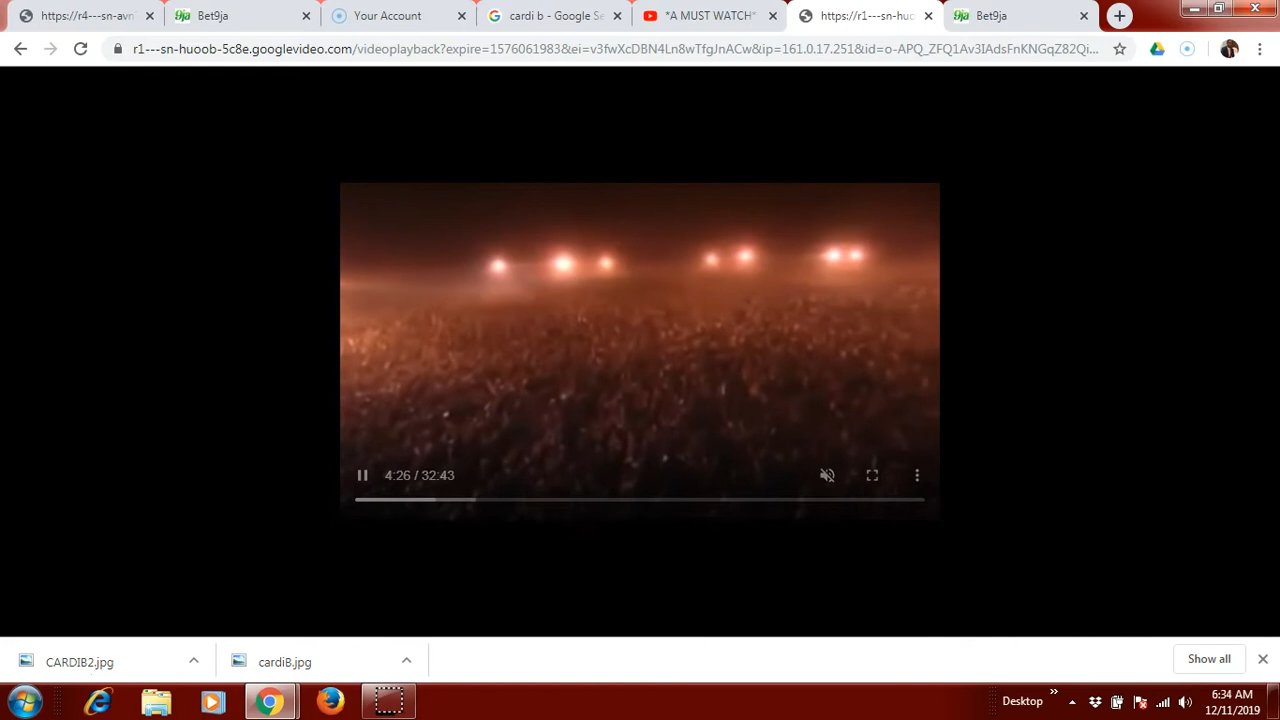 https://r4---sn-avn
9ja Bet9ja
Your Account
cardi b - Google Se
*A MUST WATCH*
https://r1---sn-huo
9ja Bet9ja
r1---sn-huoob-5c8e.googlevideo.com/videoplayback?expire=1576061983&ei=v3fwXcDBN4Ln8wTfgJnACw&ip=161.0.17.251&id=o-APQ_ZFQ1Av3IAdsFnKNGqZ82Qi...
4:26 / 32:43
CARDIB2.jpg
cardiB.jpg
Show all
Desktop
6:34 AM
12/11/2019